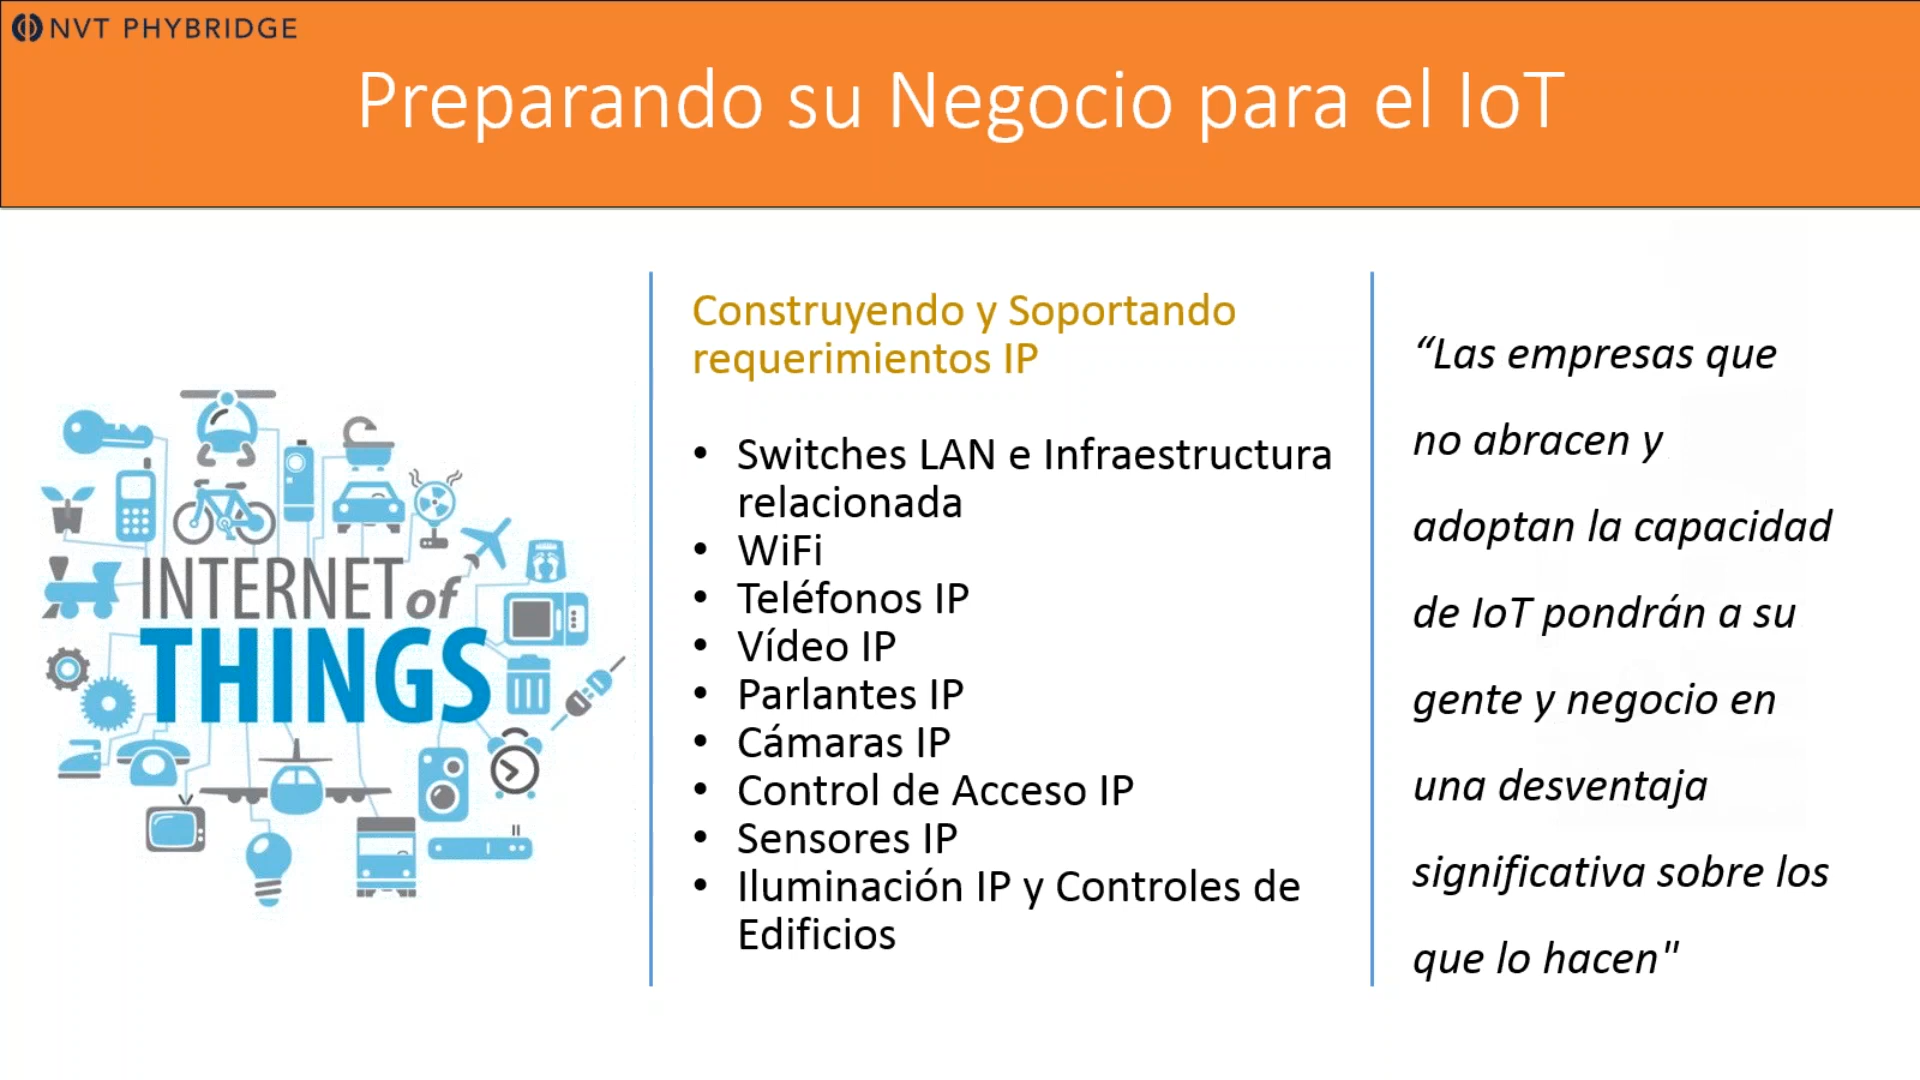 NVT PHYBRIDGE
Preparando su Negocio para el IoT
INTERNET of
THINGS
Construyendo y Soportando
requerimientos IP
• Switches LAN e Infraestructura
relacionada
• WiFi
• Teléfonos IP
• Vídeo IP
• Parlantes IP
• Cámaras IP
• Control de Acceso IP
• Sensores IP
• Iluminación IP y Controles de
Edificios
“Las empresas que
no abracen y
adoptan la capacidad
de IoT pondrán a su
gente y negocio en
una desventaja
significativa sobre los
que lo hacen"